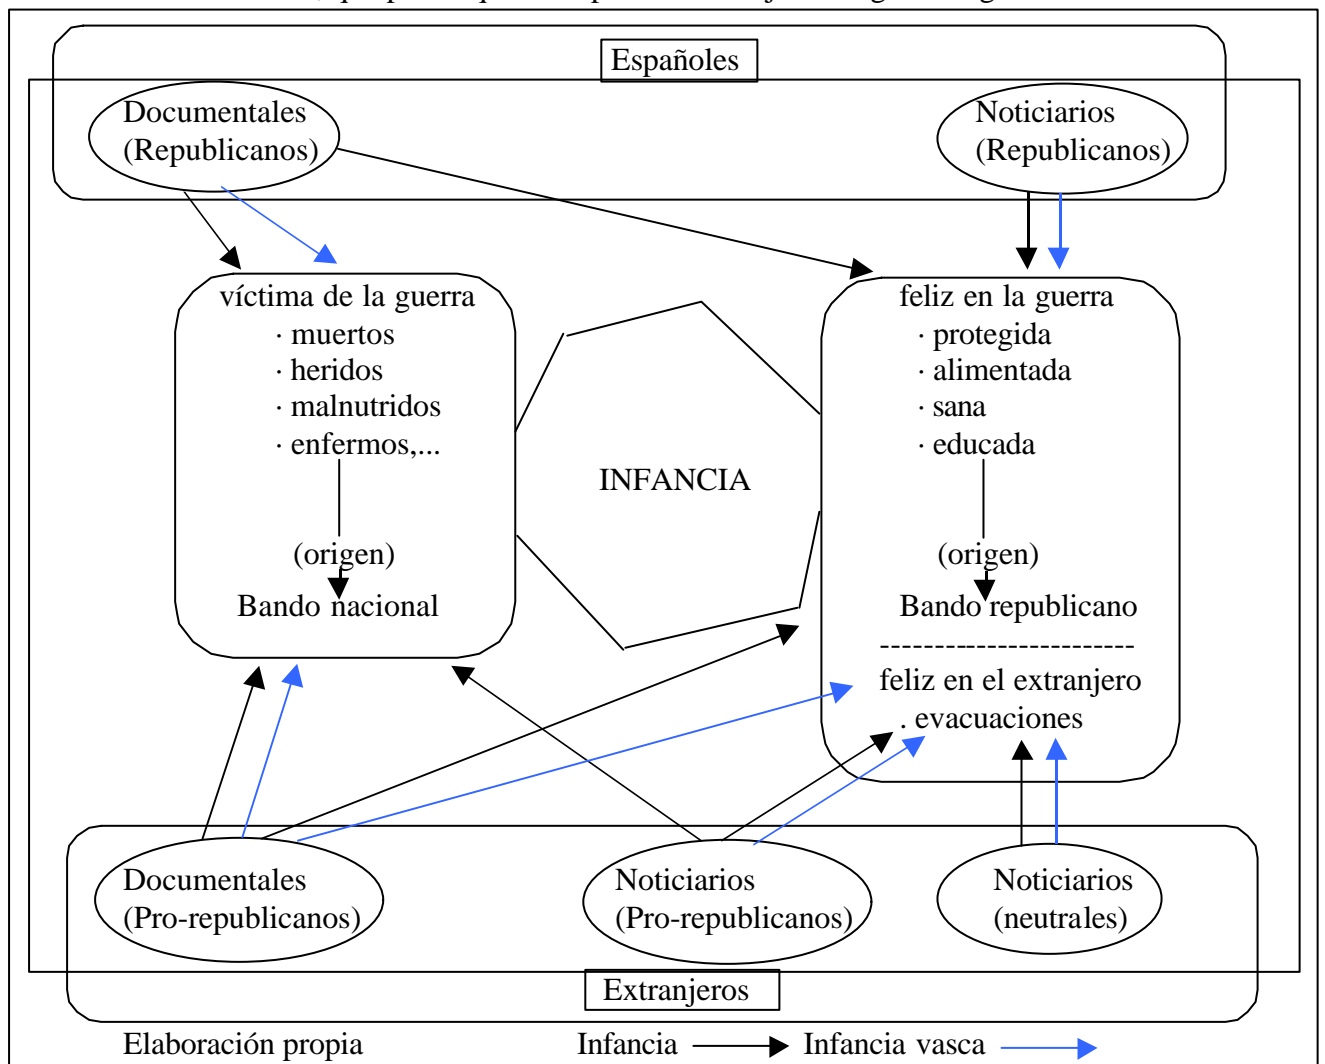 Españoles
Documentales
(Republicanos)
Noticiarios
(Republicanos)
víctima de la guerra
· muertos
· heridos
· malnutridos
· enfermos,...
(origen)
Bando nacional
INFANCIA
feliz en la guerra
· protegida
· alimentada
· sana
· educada
(origen)
Bando republicano
-----------------------
feliz en el extranjero
. evacuaciones
Documentales
(Pro-republicanos)
Noticiarios
(Pro-republicanos)
Noticiarios
(neutrales)
Extranjeros
Elaboración propia Infancia Infancia vasca